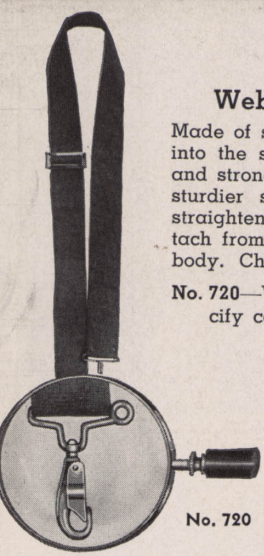 Web
Made of s
into the s
and stron
sturdier s
straighten
tach from
body. Ch
No. 720—
cify c
No. 720